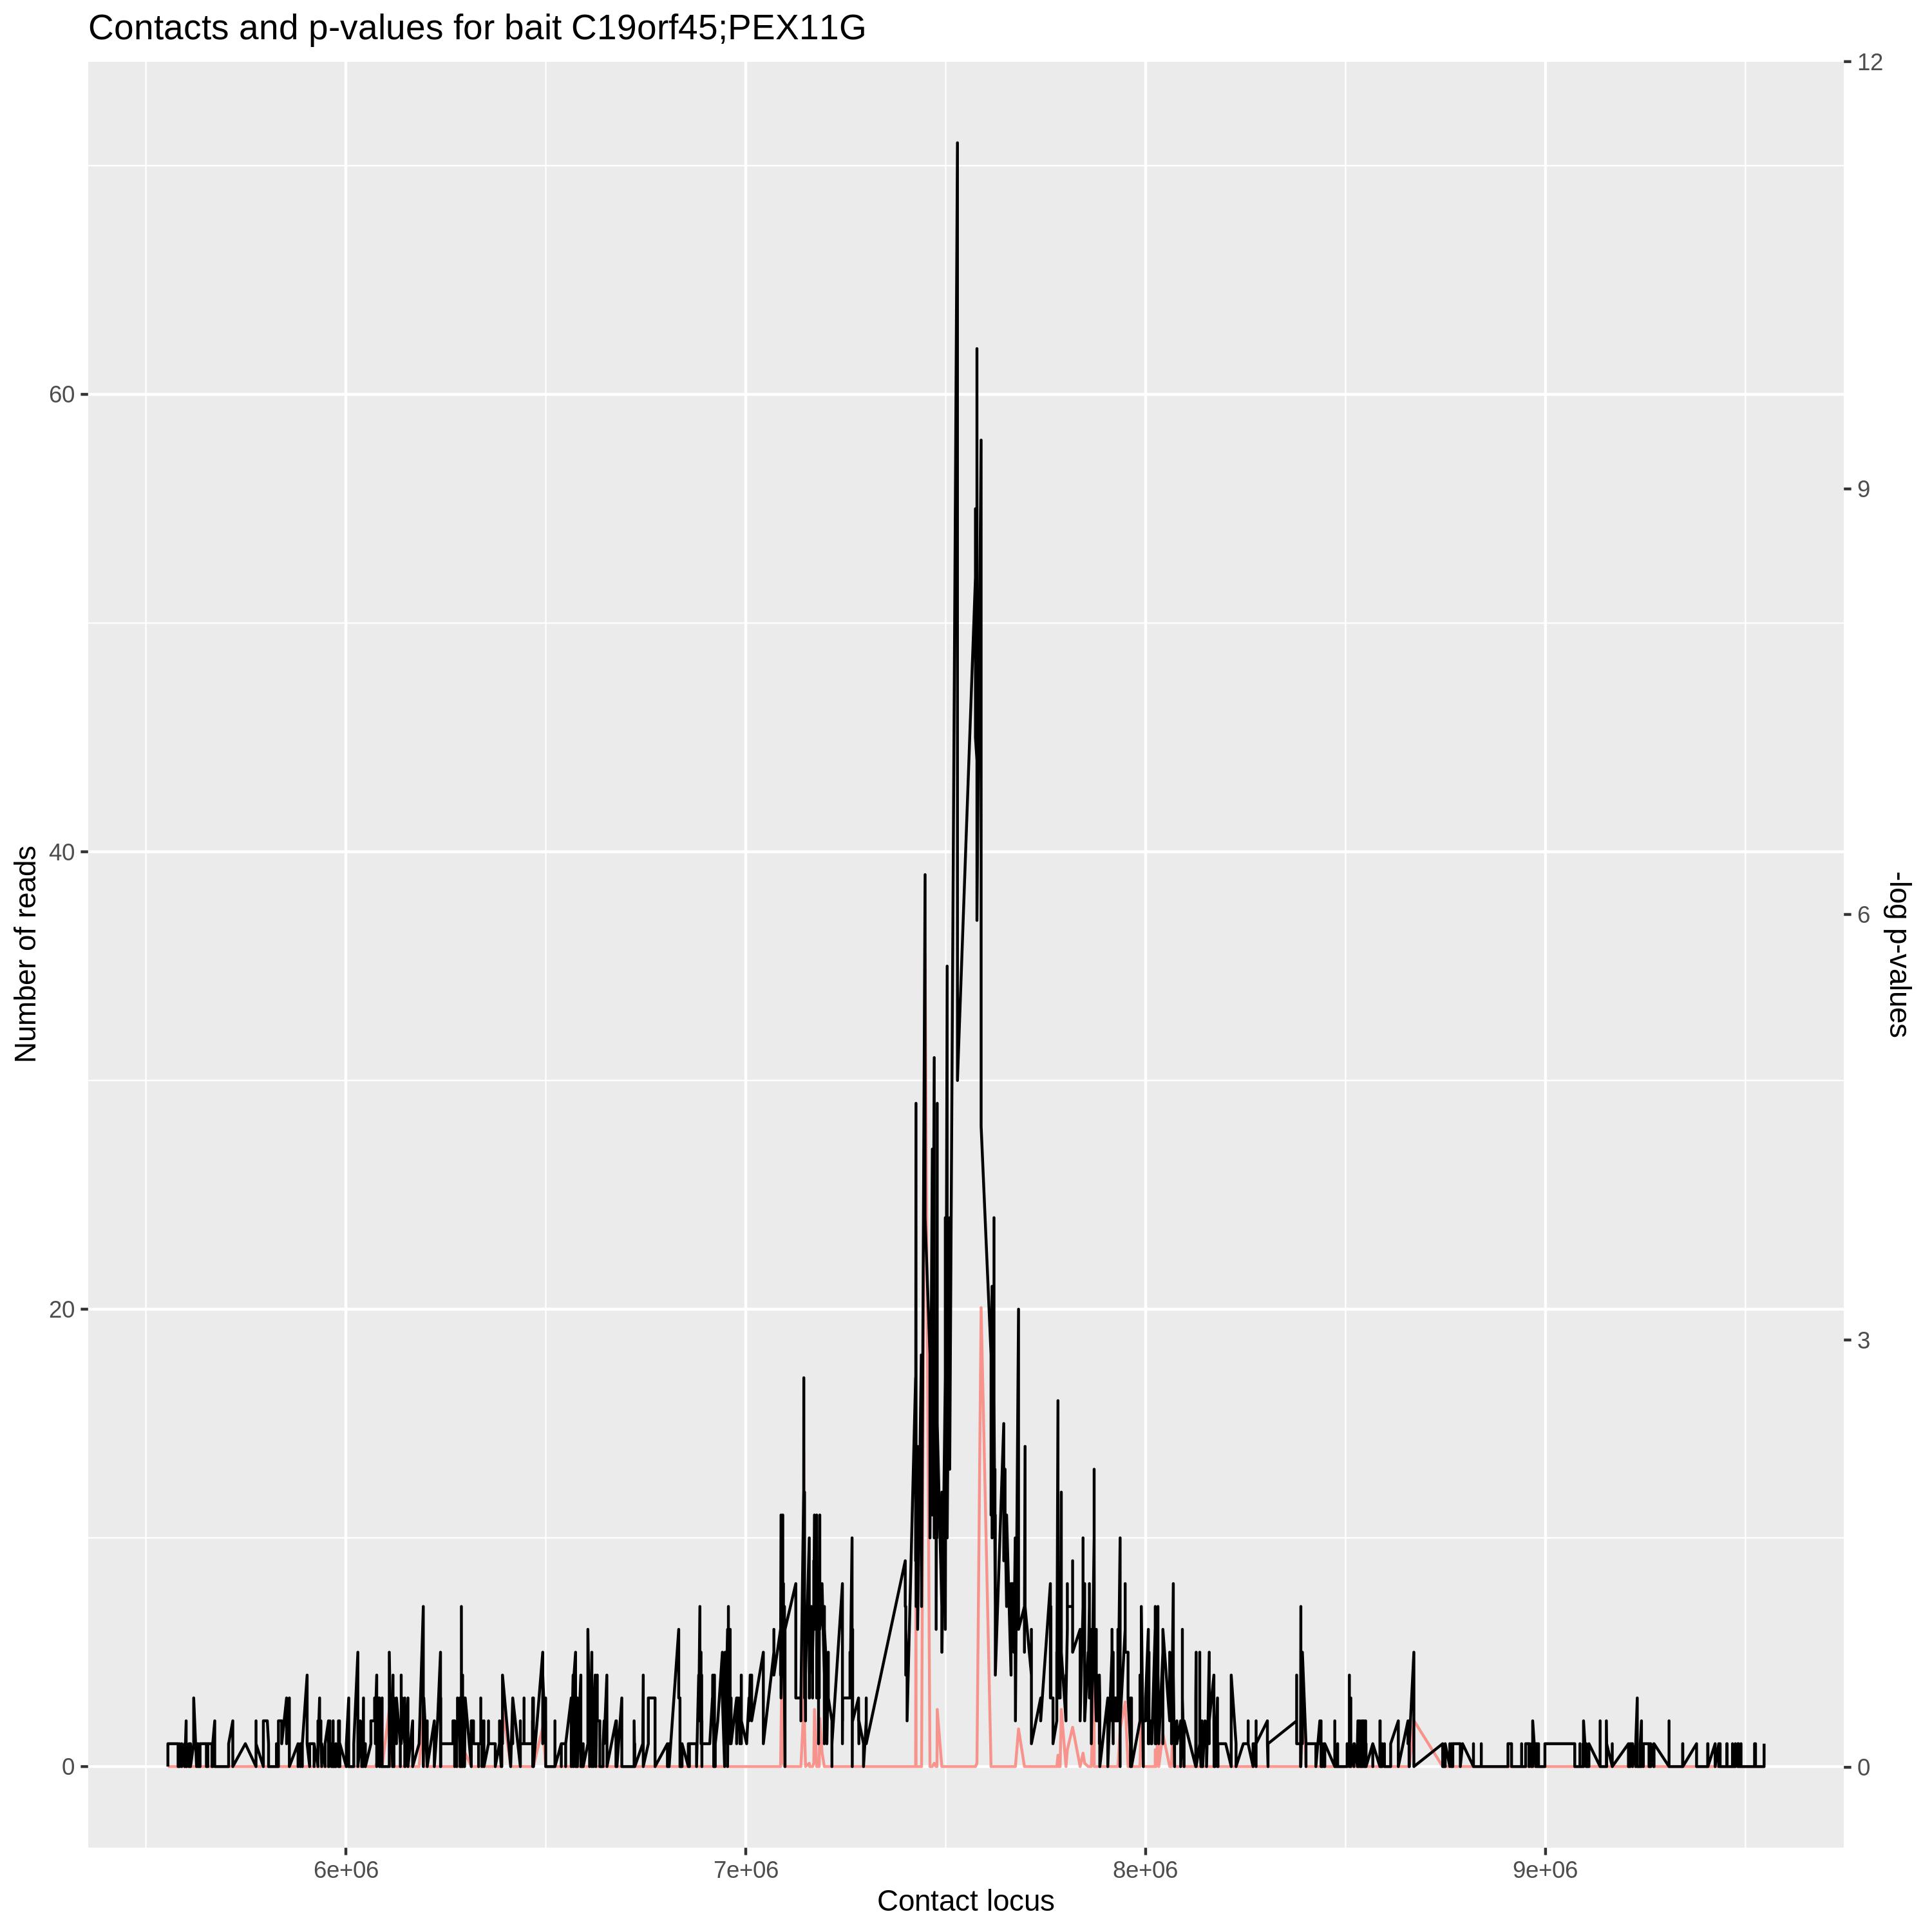 Contacts and p-values for bait C19orf45;PEX11G
12
9
6
3
0
60
40
20
0
Number of reads
-log p-values
6e+06
7e+06
8e+06
9e+06
Contact locus